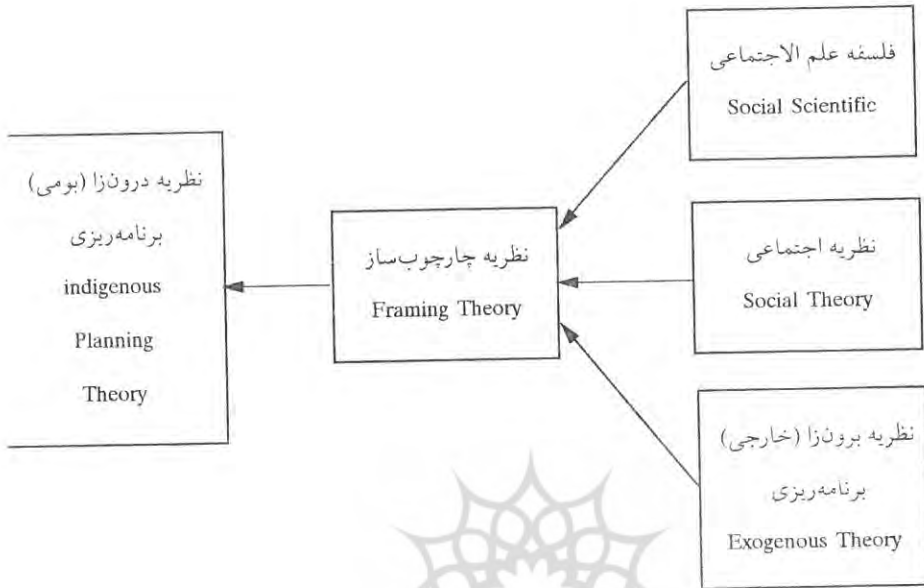 فلسفه علم الاجتماعی
Social Scientific
نظریه اجتماعی
Social Theory
نظریه برون‌زا (خارجی)
برنامه‌ریزی
Exogenous Theory
نظریه چارچوب‌ساز
Framing Theory
نظریه درون‌زا (بومی)
برنامه‌ریزی
indigenous
Planning
Theory